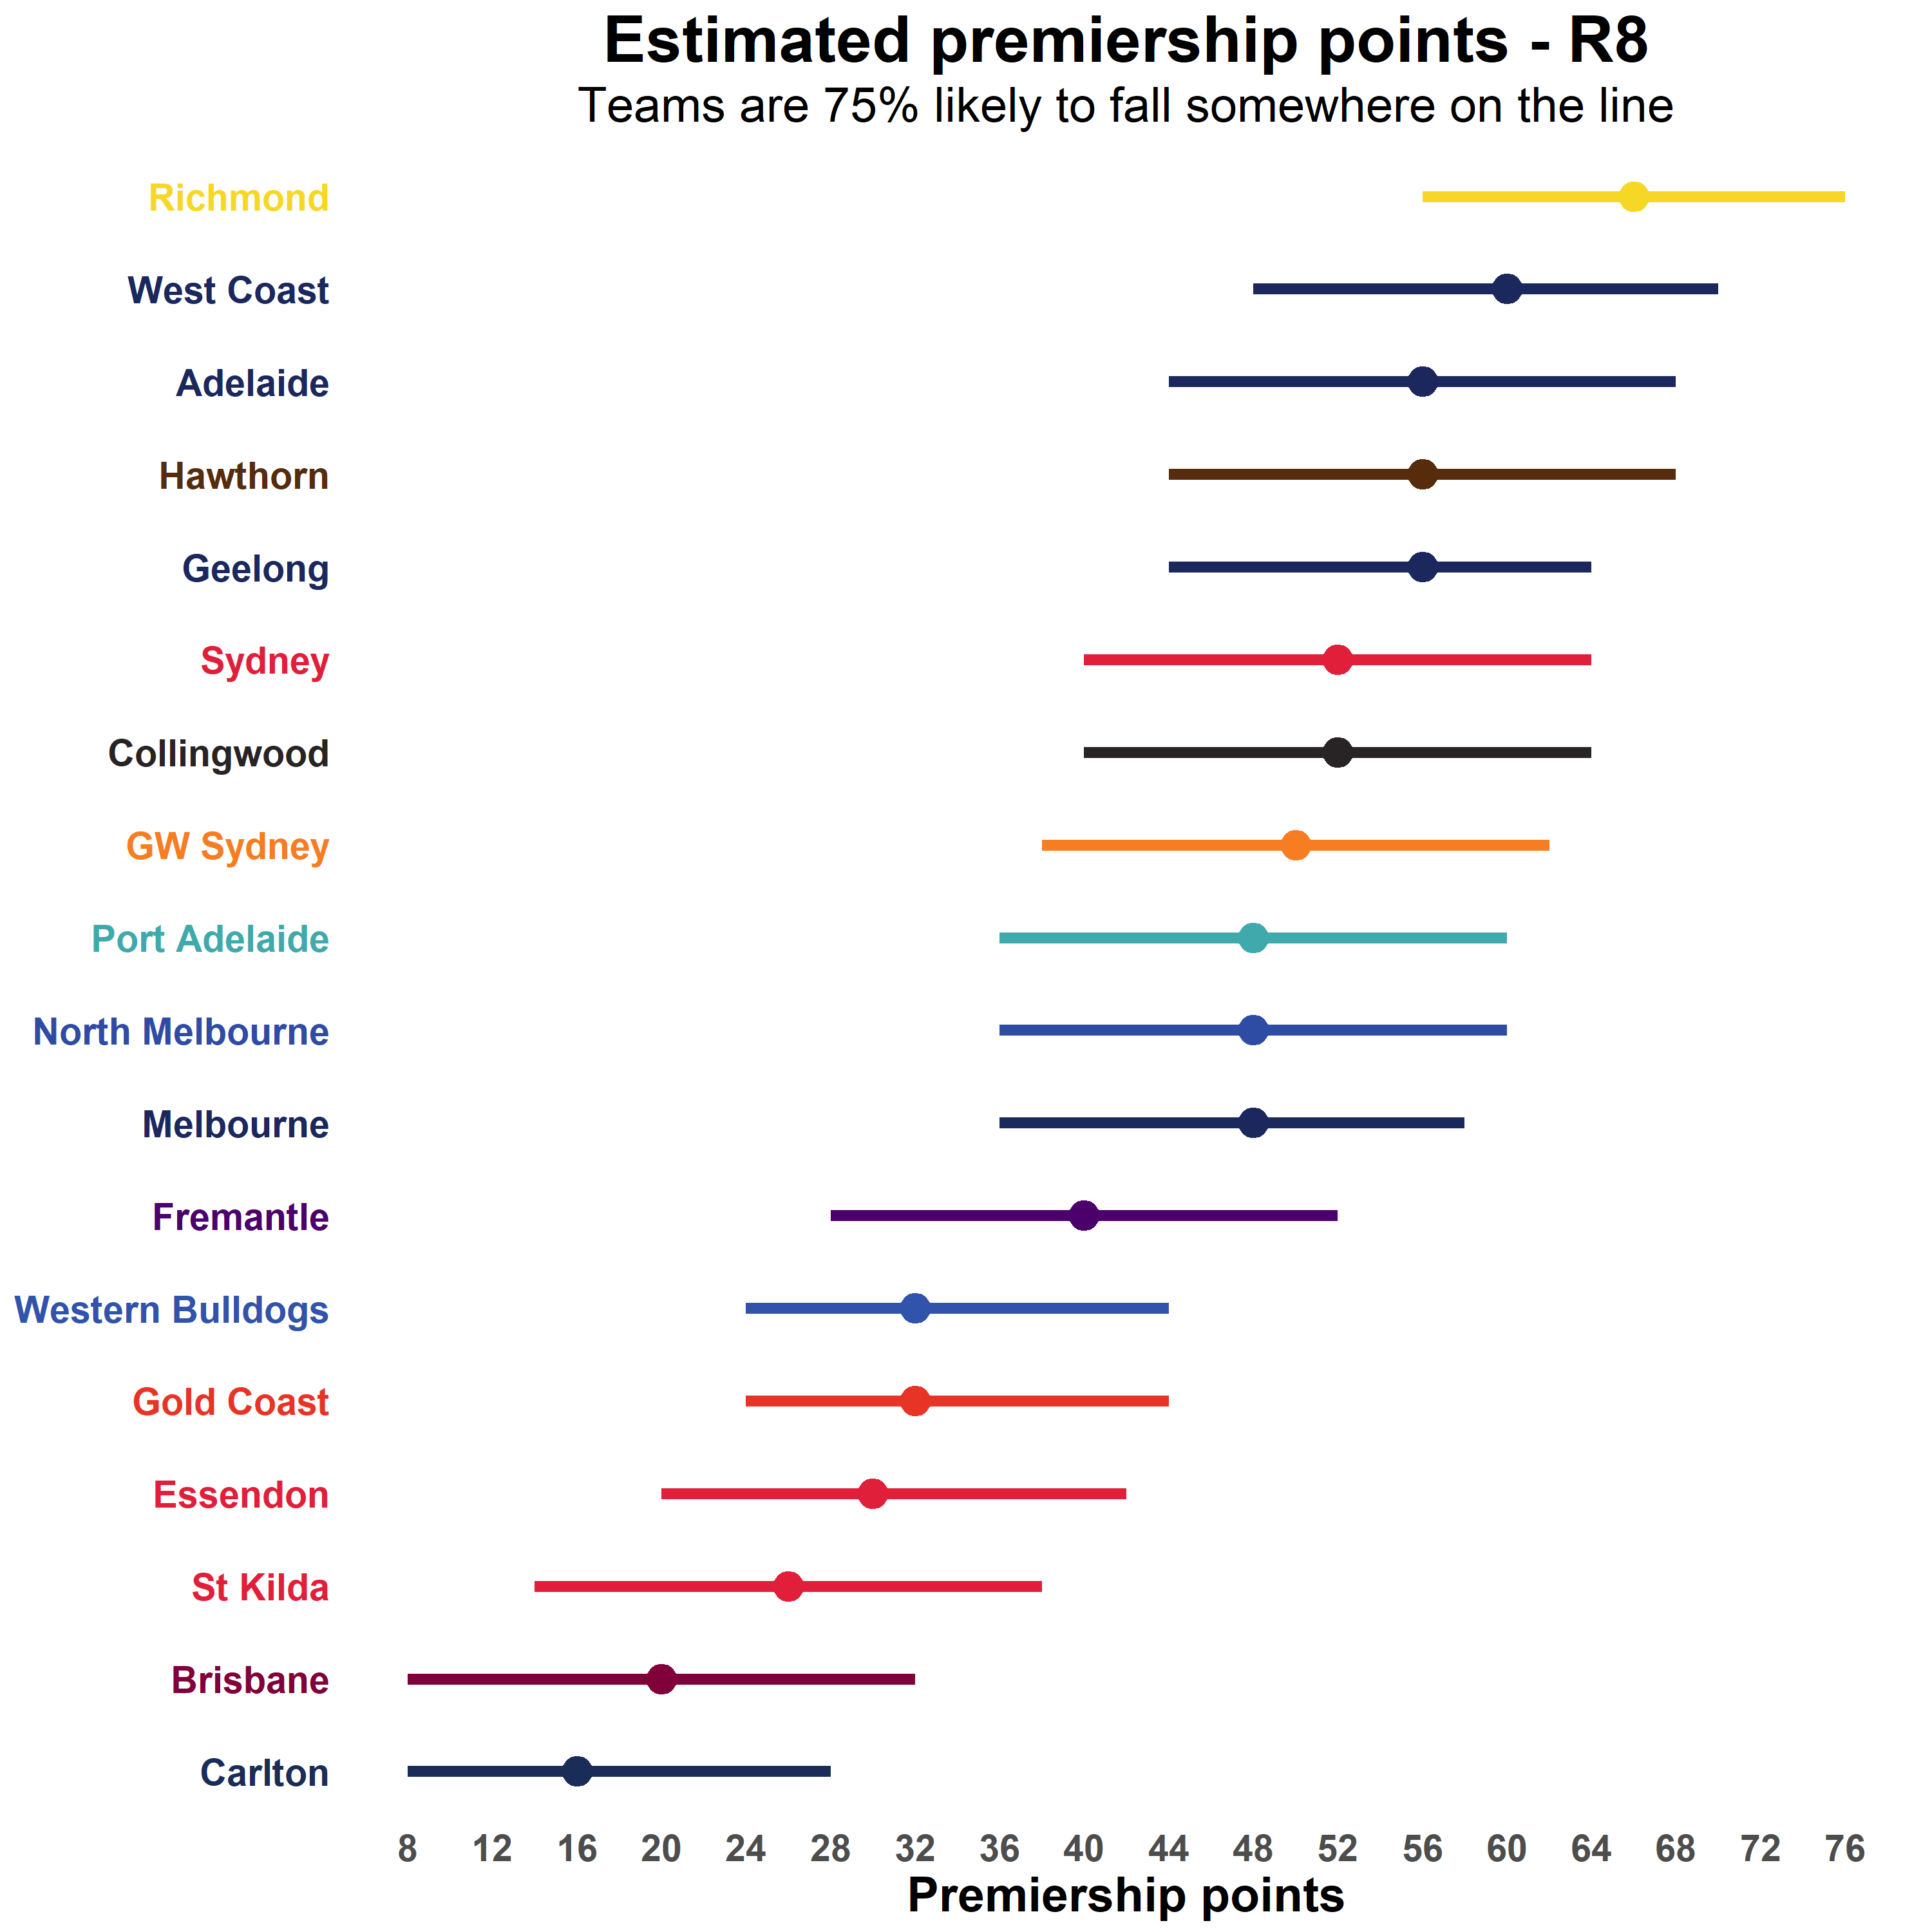 Estimated premiership points - R8
Teams are 75% likely to fall somewhere on the line
Richmond
West Coast
Adelaide
Hawthorn
Geelong
Sydney
Collingwood
GW Sydney
Port Adelaide
North Melbourne
Melbourne
Fremantle
Western Bulldogs
Gold Coast
Essendon
St Kilda
Brisbane
Carlton
8 12 16 20 24 28 32 36 40 44 48 52 56 60 64 68 72 76
Premiership points